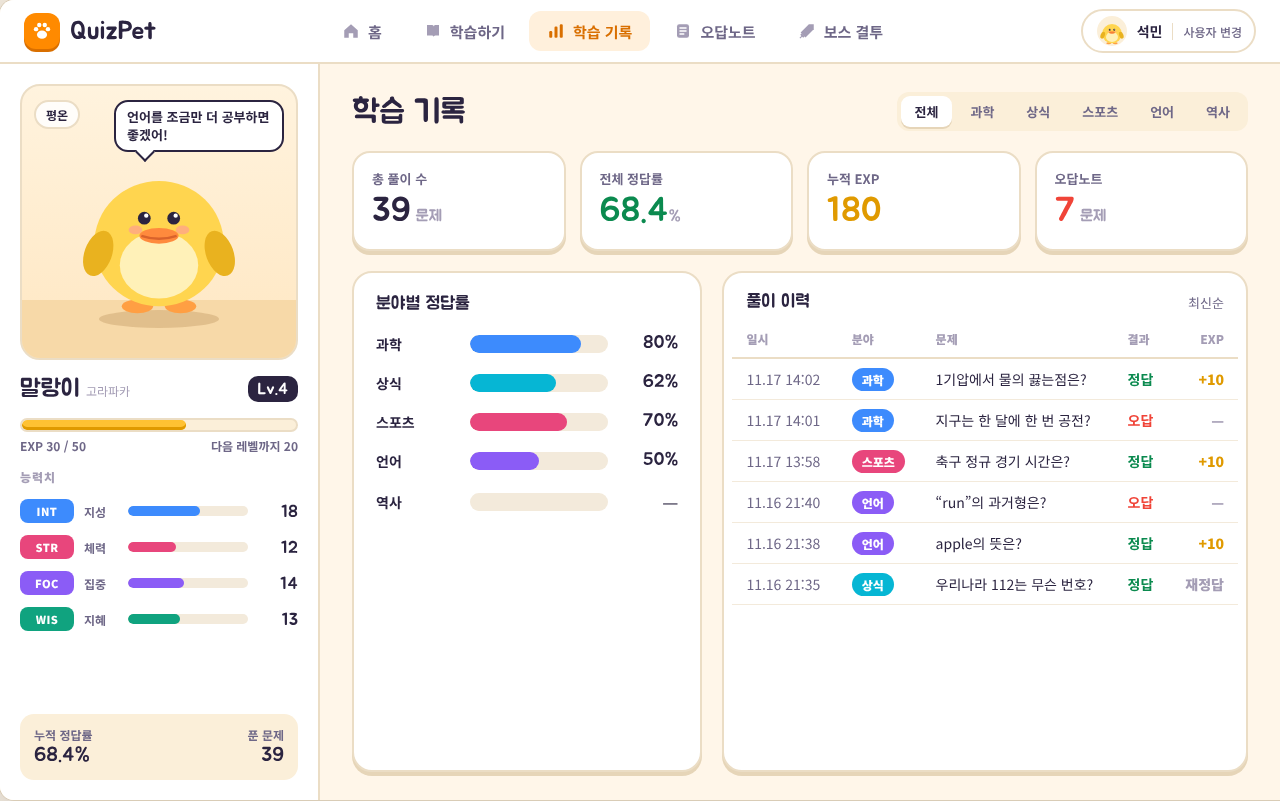 QuizPet
홈
학습하기
학습 기록
오답노트
보스 결투
석민
사용자 변경
평온
언어를 조금만 더 공부하면
좋겠어!
말랑이 고라파카
Lv.4
EXP 30 / 50
다음 레벨까지 20
능력치
INT 지성 18
STR 체력 12
FOC 집중 14
WIS 지혜 13
누적 정답률
68.4%
푼 문제
39
학습 기록
전체 과학 상식 스포츠 언어 역사
총 풀이 수
39 문제
전체 정답률
68.4%
누적 EXP
180
오답노트
7 문제
분야별 정답률
과학 80%
상식 62%
스포츠 70%
언어 50%
역사 —
풀이 이력
최신순
일시 분야 문제 결과 EXP
11.17 14:02 과학 1기압에서 물의 끓는점은? 정답 +10
11.17 14:01 과학 지구는 한 달에 한 번 공전? 오답 —
11.17 13:58 스포츠 축구 정규 경기 시간은? 정답 +10
11.16 21:40 언어 “run”의 과거형은? 오답 —
11.16 21:38 언어 apple의 뜻은? 정답 +10
11.16 21:35 상식 우리나라 112는 무슨 번호? 정답 재정답